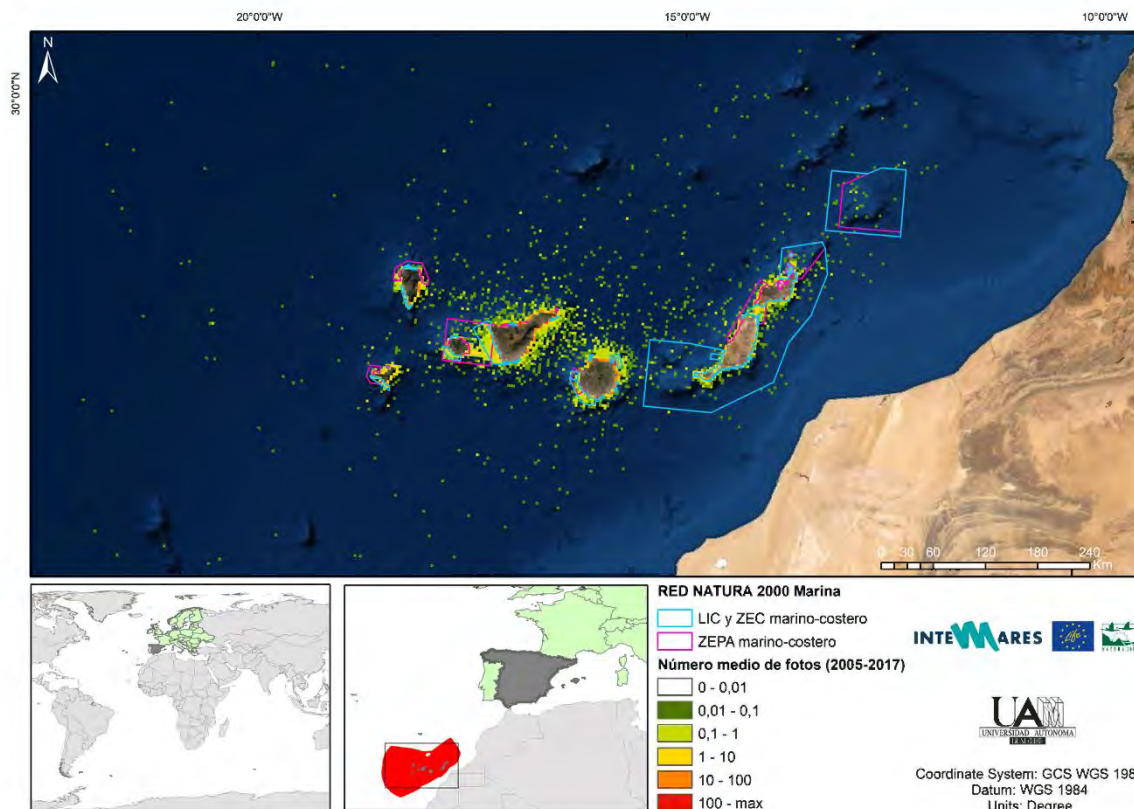 20°0'0"W
15°0'0"W
10°0'0"W
30°0'0"N
N
0 30 60 120 180 240
Km
RED NATURA 2000 Marina
LIC y ZEC marino-costero
ZEPA marino-costero
Número medio de fotos (2005-2017)
0 - 0,01
0,01 - 0,1
0,1 - 1
1 - 10
10 - 100
100 - max
INTEMARES
Life
UAM
UNIVERSIDAD AUTONOMA
Coordinate System: GCS WGS 198
Datum: WGS 1984
Units: Degree